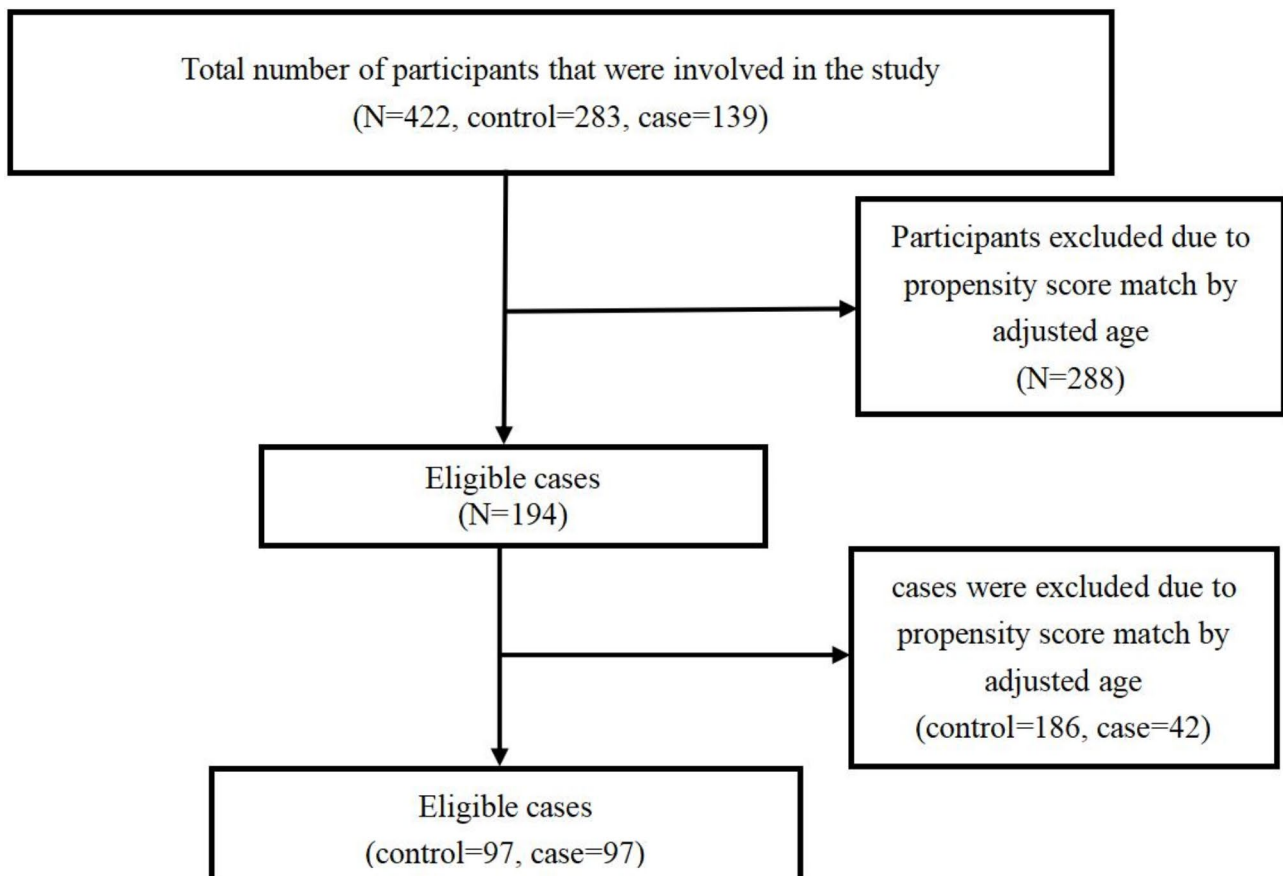 Total number of participants that were involved in the study
(N=422, control=283, case=139)
Participants excluded due to
propensity score match by
adjusted age
(N=288)
Eligible cases
(N=194)
cases were excluded due to
propensity score match by
adjusted age
(control=186, case=42)
Eligible cases
(control=97, case=97)